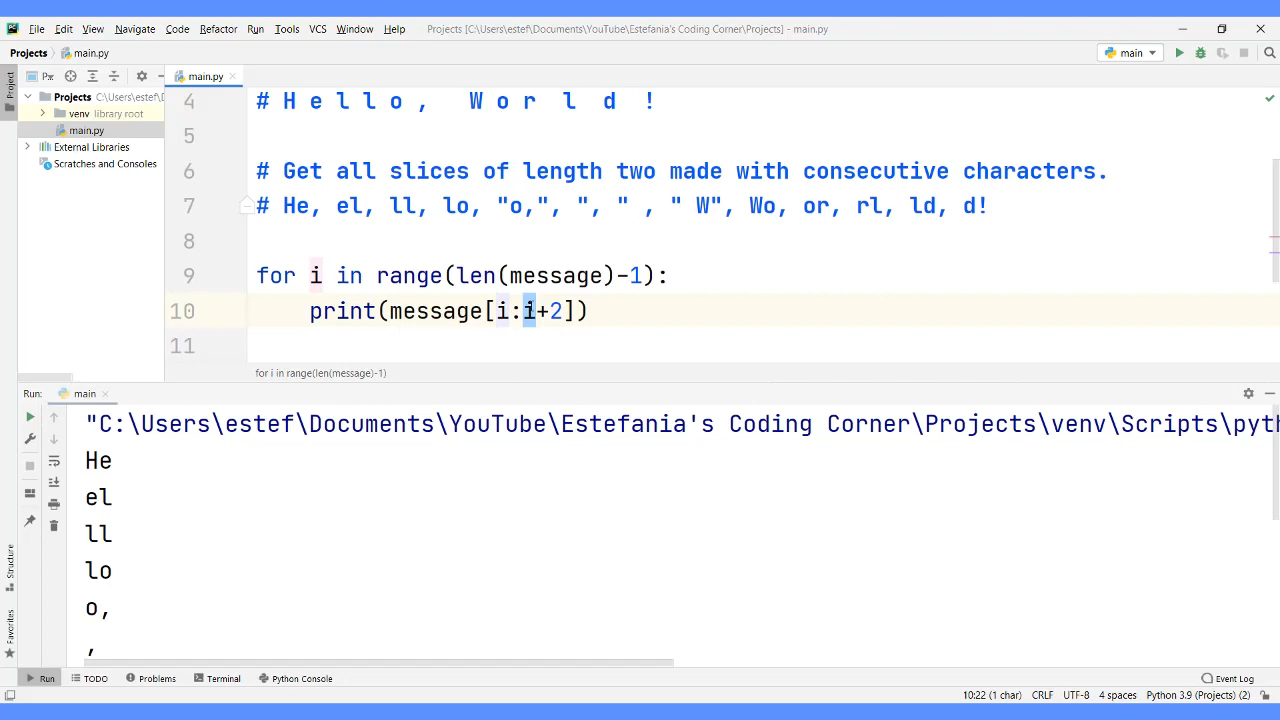 File Edit View Navigate Code Refactor Run Tools VCS Window Help Projects [C:\Users\estef\Documents\YouTube\Estefania's Coding Corner\Projects] - main.py
Projects main.py main
Project Pr main.py
Projects C:\Users\estef\D
venv library root
main.py
External Libraries
Scratches and Consoles
4 # H e l l o ,   W o r  l  d  !
5
6 # Get all slices of length two made with consecutive characters.
7 # He, el, ll, lo, "o,", ", " , " W", Wo, or, rl, ld, d!
8
9 for i in range(len(message)-1):
10     print(message[i:i+2])
11
for i in range(len(message)-1)
Run: main
"C:\Users\estef\Documents\YouTube\Estefania's Coding Corner\Projects\venv\Scripts\pyth
He
el
ll
lo
o,
,
Structure
Favorites
Run TODO Problems Terminal Python Console Event Log
10:22 (1 char) CRLF UTF-8 4 spaces Python 3.9 (Projects) (2)